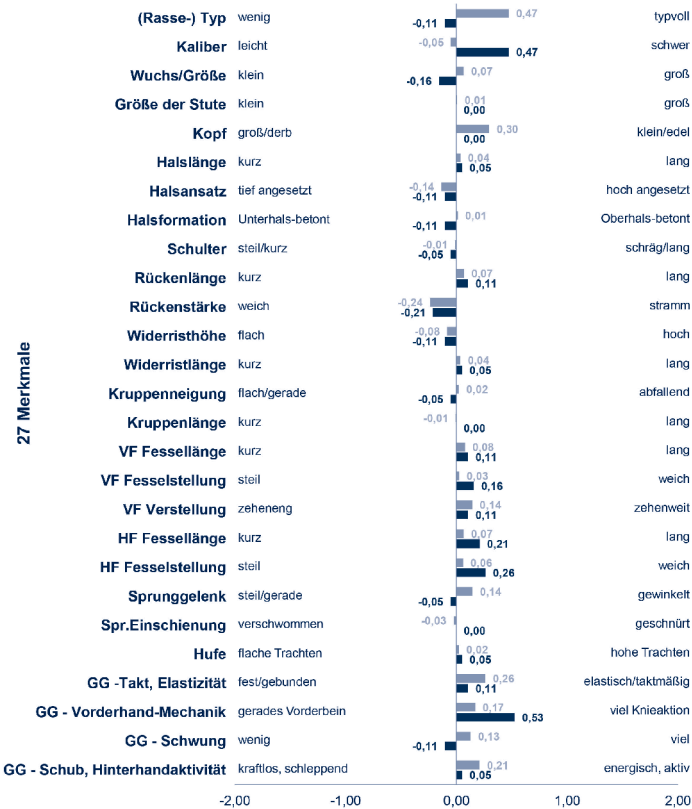 27 Merkmale
(Rasse-) Typ wenig -0,11 0,47 typvoll
Kaliber leicht -0,05 0,47 schwer
Wuchs/Größe klein -0,16 0,07 groß
Größe der Stute klein 0,01 0,00 groß
Kopf groß/derb 0,30 0,00 klein/edel
Halslänge kurz 0,04 0,05 lang
Halsansatz tief angesetzt -0,14 -0,11 hoch angesetzt
Halsformation Unterhals-betont -0,11 0,01 Oberhals-betont
Schulter steil/kurz -0,01 -0,05 schräg/lang
Rückenlänge kurz 0,07 0,11 lang
Rückenstärke weich -0,24 -0,21 stramm
Widerristhöhe flach -0,08 -0,11 hoch
Widerristlänge kurz 0,04 0,05 lang
Kruppenneigung flach/gerade -0,05 0,02 abfallend
Kruppenlänge kurz -0,01 0,00 lang
VF Fessellänge kurz 0,08 0,11 lang
VF Fesselstellung steil 0,03 0,16 weich
VF Verstellung zeheneng 0,14 0,11 zehenweit
HF Fessellänge kurz 0,07 0,21 lang
HF Fesselstellung steil 0,06 0,26 weich
Sprunggelenk steil/gerade -0,05 0,14 gewinkelt
Spr.Einschienung verschwommen -0,03 0,00 geschnürt
Hufe flache Trachten 0,02 0,05 hohe Trachten
GG -Takt, Elastizität fest/gebunden 0,26 0,11 elastisch/taktmäßig
GG - Vorderhand-Mechanik gerades Vorderbein 0,17 0,53 viel Knieaktion
GG - Schwung wenig -0,11 0,13 viel
GG - Schub, Hinterhandaktivität kraftlos, schleppend 0,21 0,05 energisch, aktiv
-2,00 -1,00 0,00 1,00 2,00